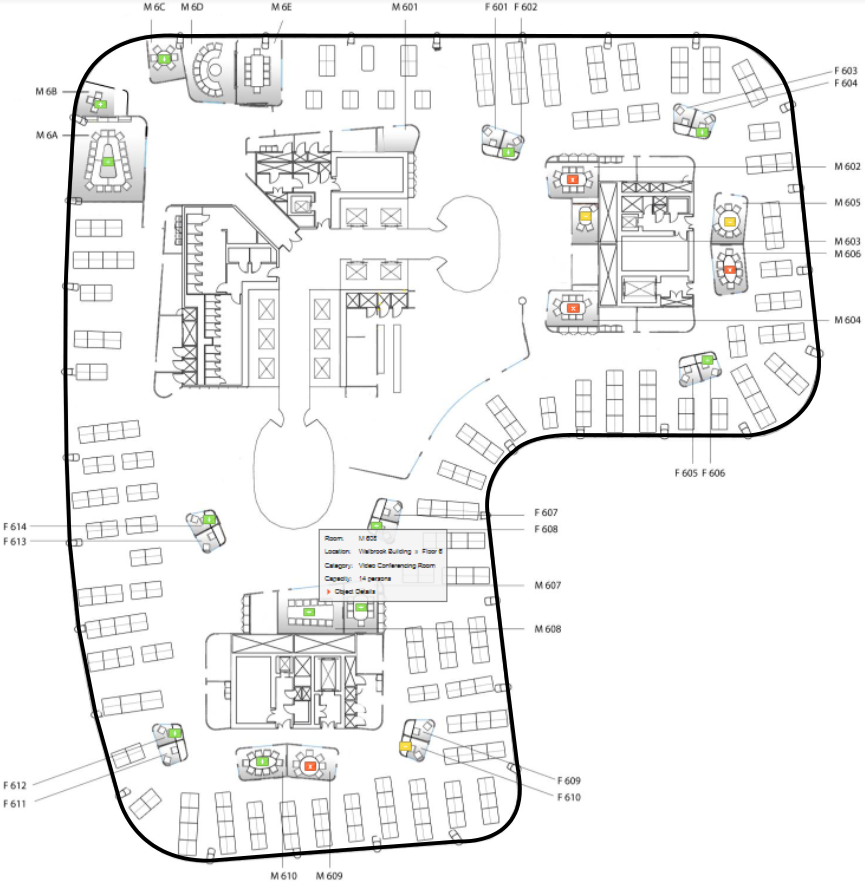 M 6C M 6D M 6E M 601 F 601 F 602
F 603
F 604
M 6B
M 6A
M 602
M 605
M 603
M 606
M 604
F 605 F 606
F 607
F 608
F 614
F 613
Room: M 608
Location: Walbrook Building > Floor 6
Category: Video Conferencing Room
Capacity: 14 persons
Object Details
M 607
M 608
F 612
F 611
F 609
F 610
M 610 M 609